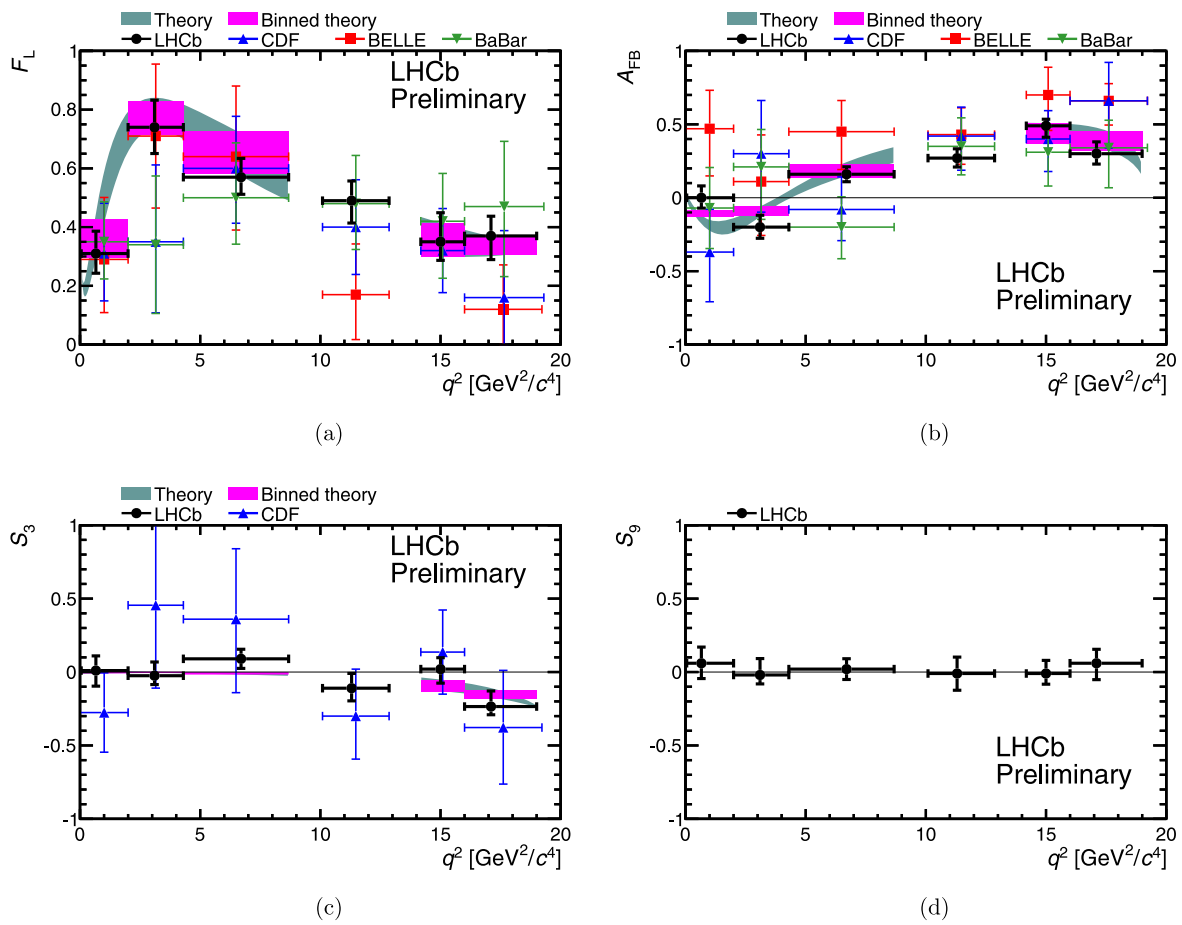 Theory Binned theory
LHCb CDF BELLE BaBar
F_L
1
0.8
0.6
0.4
0.2
0
LHCb
Preliminary
0 5 10 15 20
q² [GeV²/c⁴]
(a)
Theory Binned theory
LHCb CDF BELLE BaBar
A_FB
1
0.5
0
-0.5
-1
LHCb
Preliminary
0 5 10 15 20
q² [GeV²/c⁴]
(b)
Theory Binned theory
LHCb CDF
S₃
1
0.5
0
-0.5
-1
LHCb
Preliminary
0 5 10 15 20
q² [GeV²/c⁴]
(c)
LHCb
S₉
1
0.5
0
-0.5
-1
LHCb
Preliminary
0 5 10 15 20
q² [GeV²/c⁴]
(d)